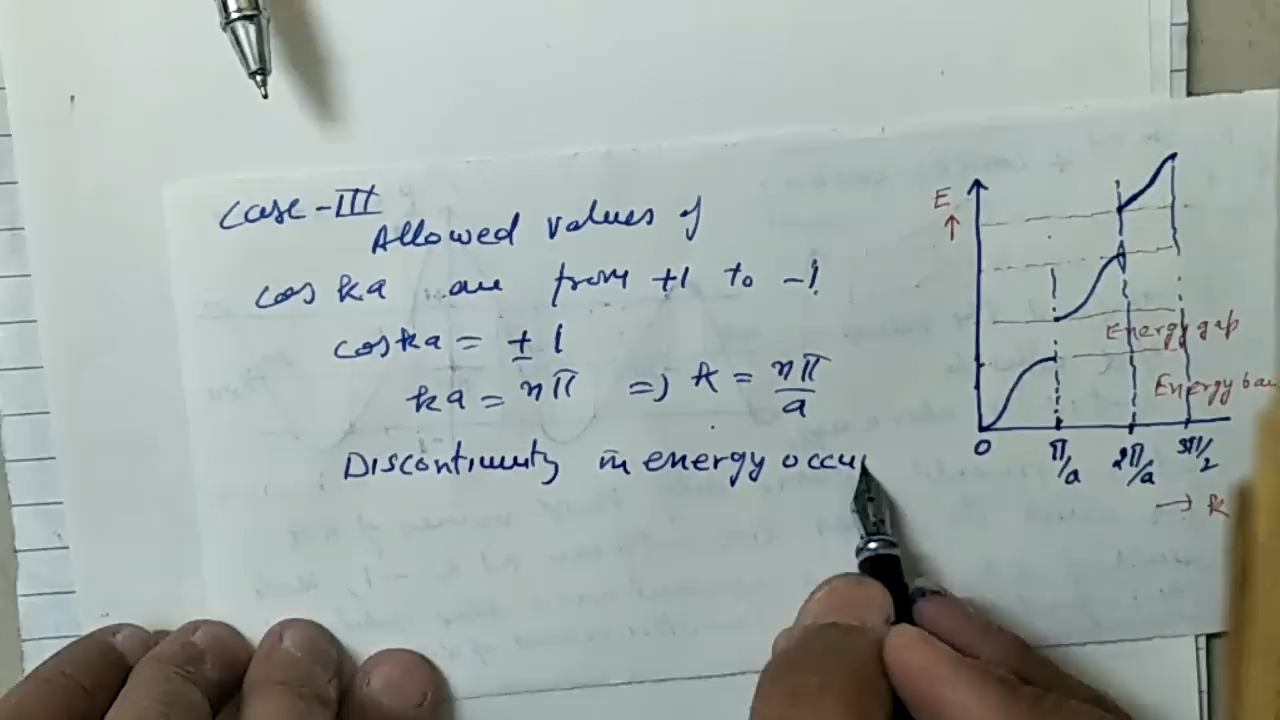 Case-III
Allowed values of
cos ka are from +1 to -1
cos ka = ± 1
ka = nπ => k = nπ/a
Discontinuity in energy occu
E
↑
Energy gap
Energy ba
0 π/a 2π/a 3π/2
→ k